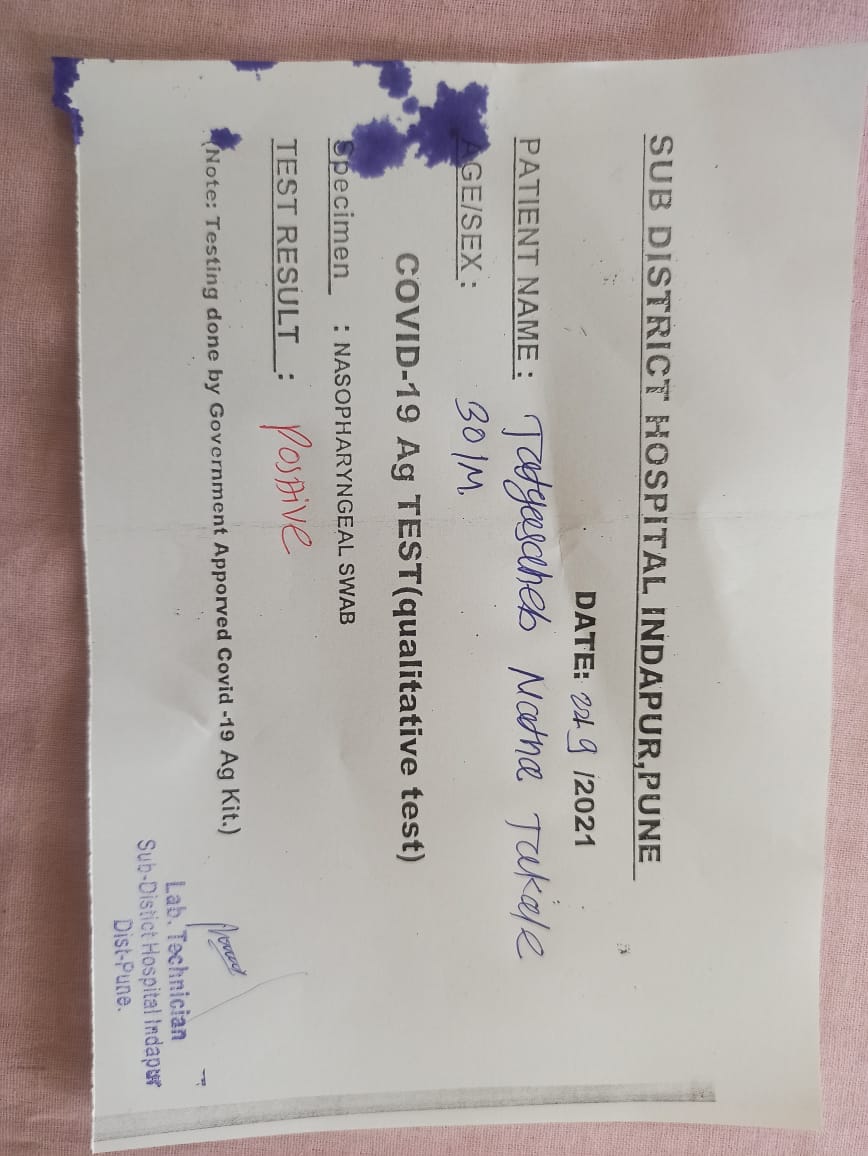 SUB DISTRICT HOSPITAL INDAPUR,PUNE
DATE: 22/9 /2021
PATIENT NAME : Tatyasaheb Natha Takale
AGE/SEX : 30/M.
COVID-19 Ag TEST(qualitative test)
Specimen : NASOPHARYNGEAL SWAB
TEST RESULT : Positive
(Note: Testing done by Government Apporved Covid -19 Ag Kit.)
Lab. Technician
Sub-Distict Hospital Indapur
Dist-Pune.